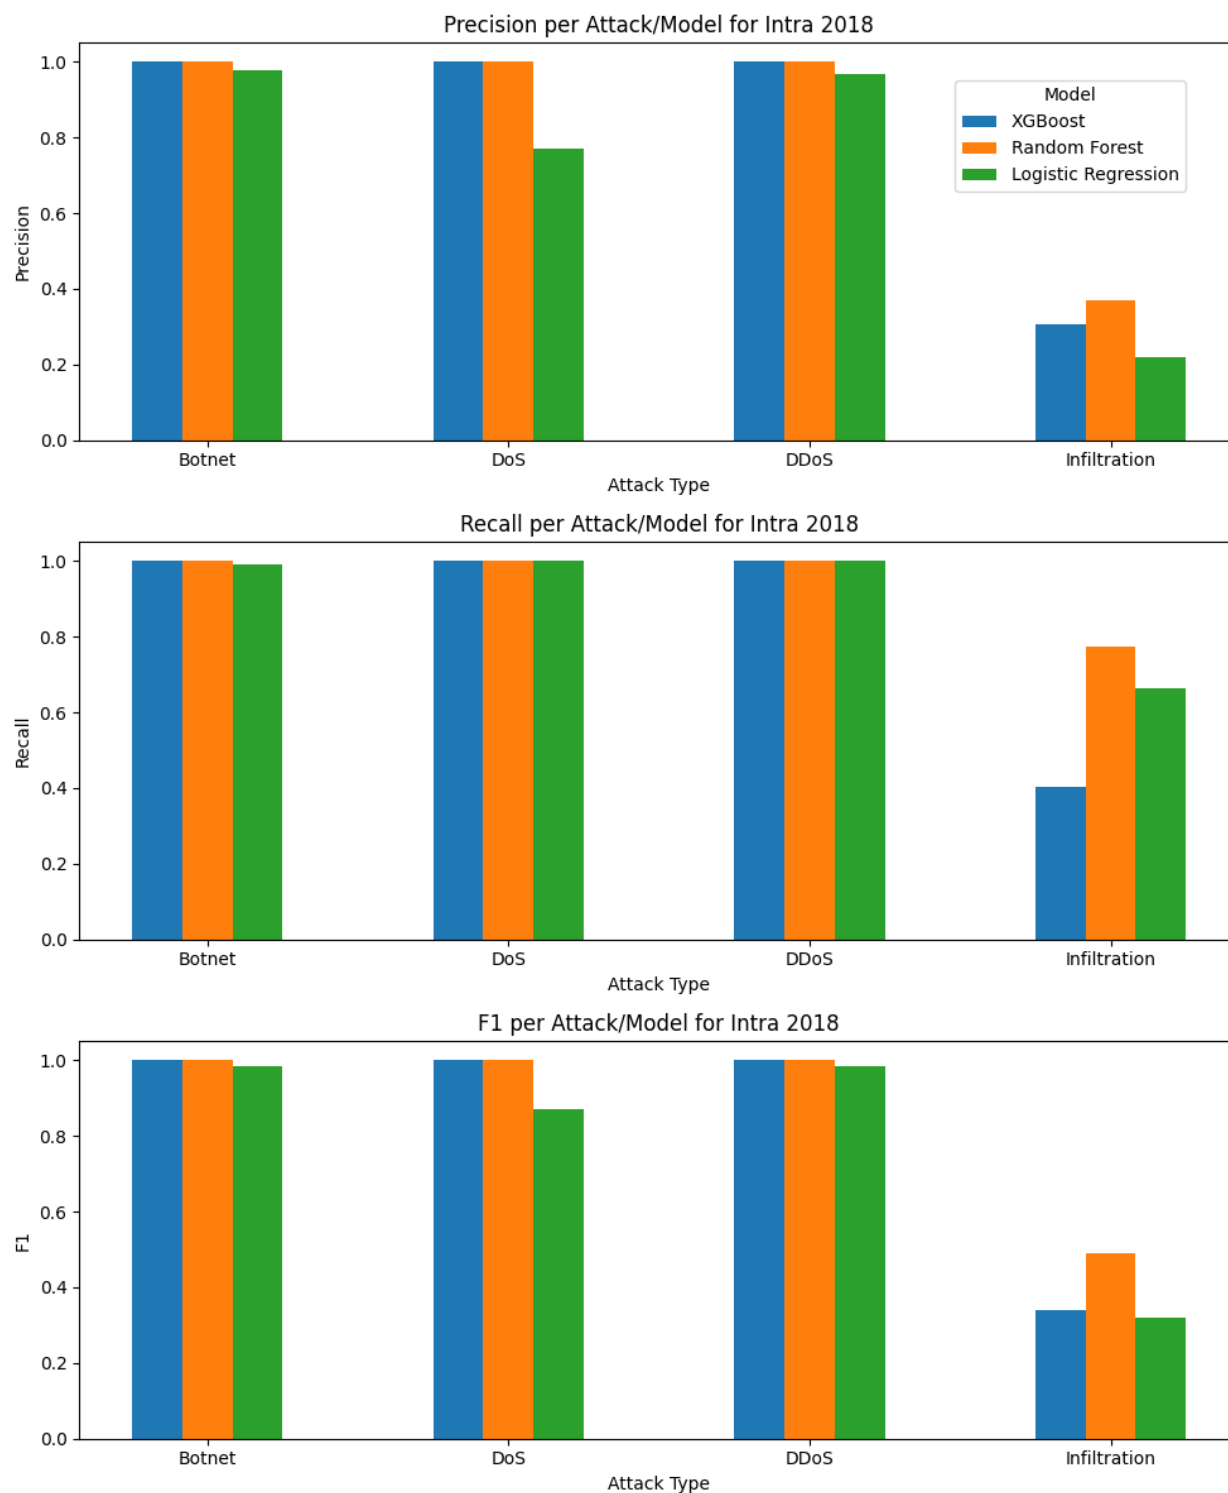 Precision per Attack/Model for Intra 2018
1.0
0.8
0.6
0.4
0.2
0.0
Precision
Model
XGBoost
Random Forest
Logistic Regression
Botnet DoS DDoS Infiltration
Attack Type
Recall per Attack/Model for Intra 2018
1.0
0.8
0.6
0.4
0.2
0.0
Recall
Botnet DoS DDoS Infiltration
Attack Type
F1 per Attack/Model for Intra 2018
1.0
0.8
0.6
0.4
0.2
0.0
F1
Botnet DoS DDoS Infiltration
Attack Type